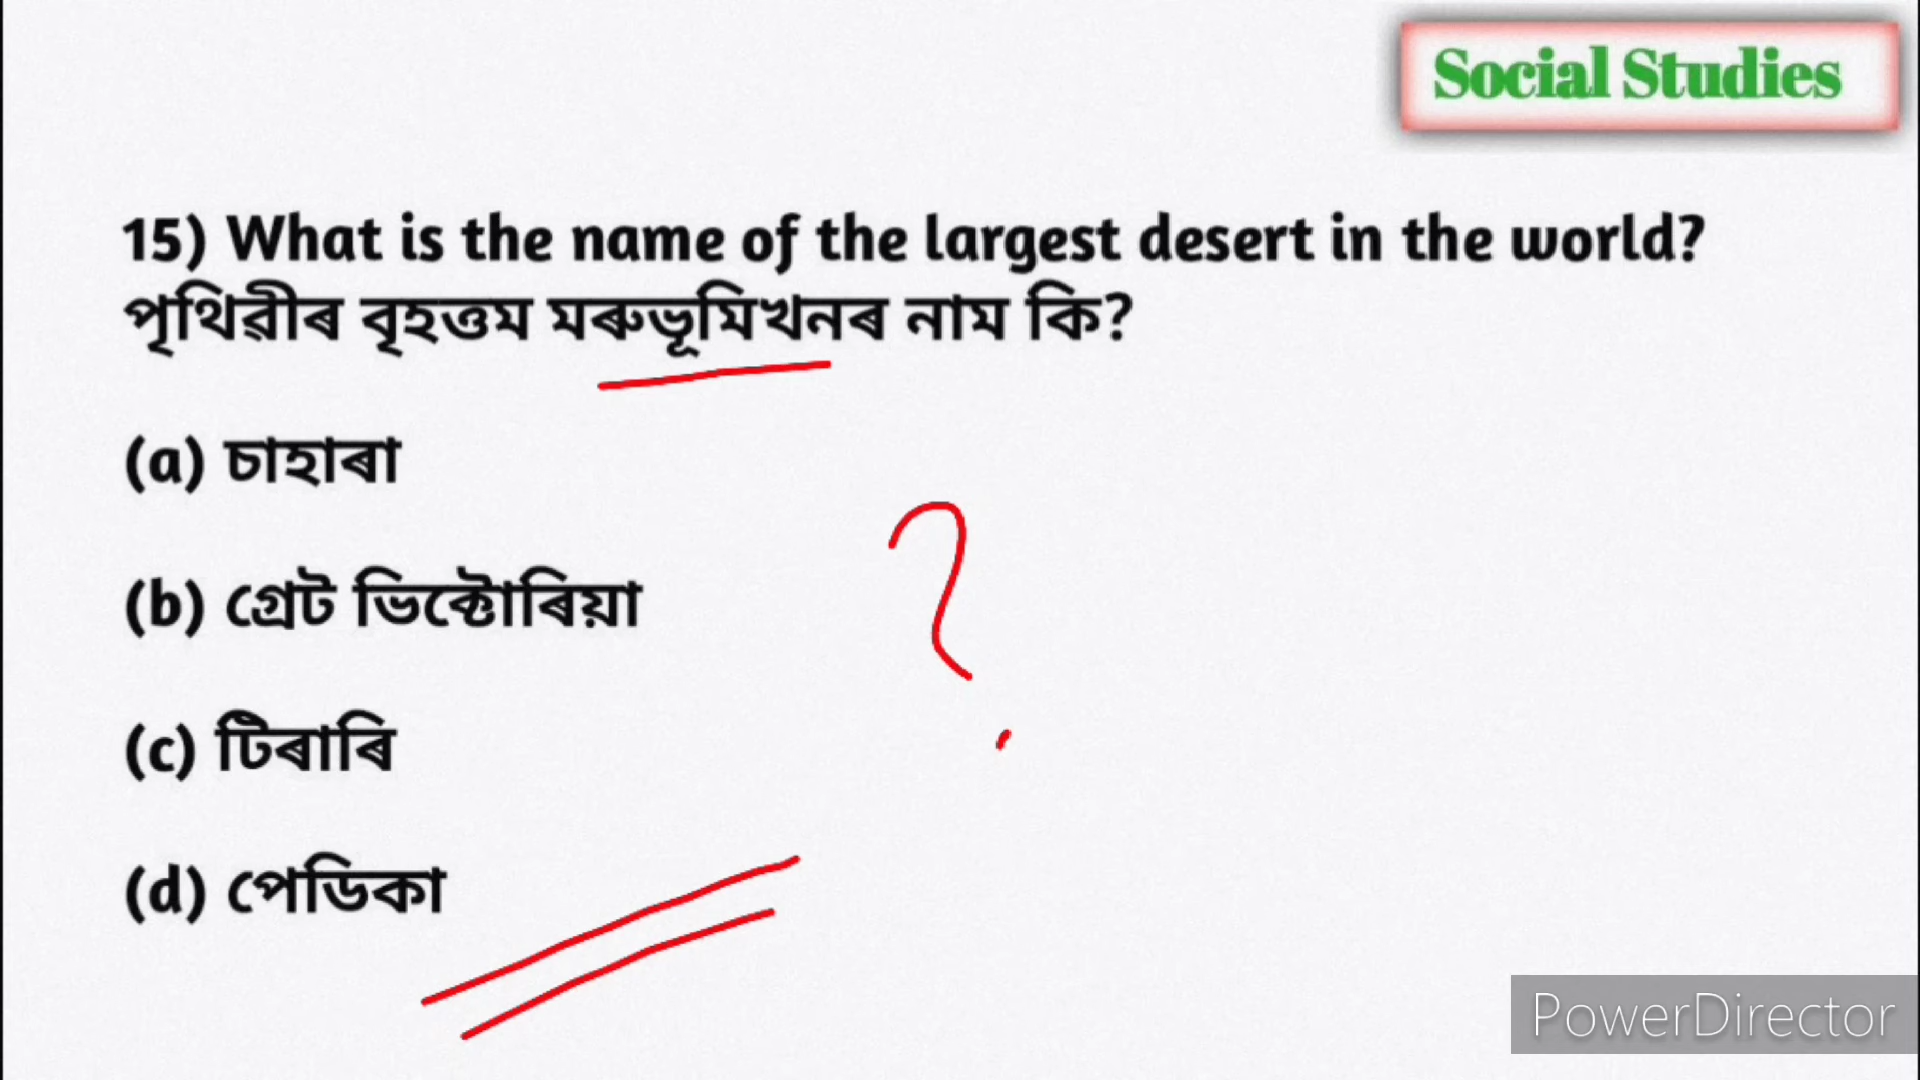 Social Studies
15) What is the name of the largest desert in the world?
পৃথিৱীৰ বৃহত্তম মৰুভূমিখনৰ নাম কি?
(a) চাহাৰা
(b) গ্ৰেট ভিক্টোৰিয়া
(c) টিৰাৰি
(d) পেডিকা
?
PowerDirector